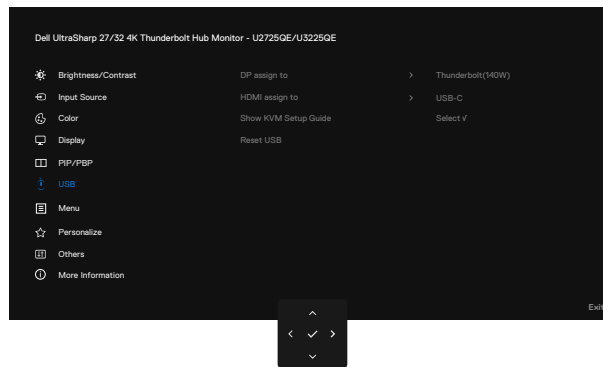 Dell UltraSharp 27/32 4K Thunderbolt Hub Monitor - U2725QE/U3225QE
Brightness/Contrast DP assign to > Thunderbolt(140W)
Input Source HDMI assign to > USB-C
Color Show KVM Setup Guide Select √
Display Reset USB
PIP/PBP
USB
Menu
Personalize
Others
More Information
Exit